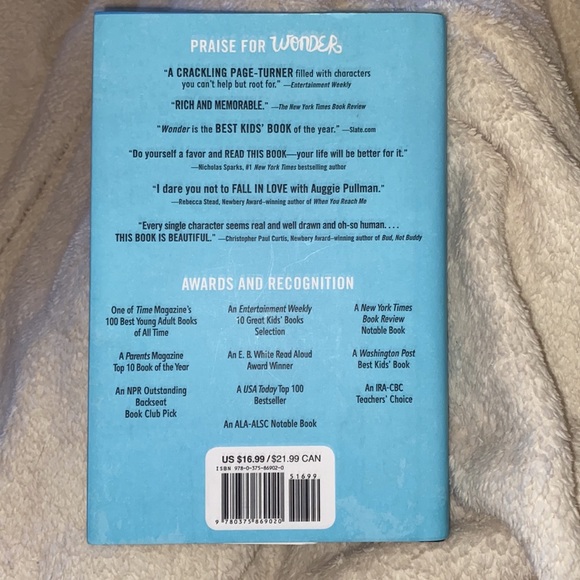 PRAISE FOR WONDER
"A CRACKLING PAGE-TURNER filled with characters
you can't help but root for." —Entertainment Weekly
"RICH AND MEMORABLE." —The New York Times Book Review
"Wonder is the BEST KIDS' BOOK of the year." —Slate.com
"Do yourself a favor and READ THIS BOOK—your life will be better for it."
—Nicholas Sparks, #1 New York Times bestselling author
"I dare you not to FALL IN LOVE with Auggie Pullman."
—Rebecca Stead, Newbery Award–winning author of When You Reach Me
"Every single character seems real and well drawn and oh-so human. . . .
THIS BOOK IS BEAUTIFUL." —Christopher Paul Curtis, Newbery Award–winning author of Bud, Not Buddy
AWARDS AND RECOGNITION
One of Time Magazine's
100 Best Young Adult Books
of All Time
An Entertainment Weekly
10 Great Kids' Books
Selection
A New York Times
Book Review
Notable Book
A Parents Magazine
Top 10 Book of the Year
An E. B. White Read Aloud
Award Winner
A Washington Post
Best Kids' Book
An NPR Outstanding
Backseat
Book Club Pick
A USA Today Top 100
Bestseller
An IRA-CBC
Teachers' Choice
An ALA-ALSC Notable Book
US $16.99 / $21.99 CAN
ISBN 978-0-375-86902-0
51699
9 780375 869020